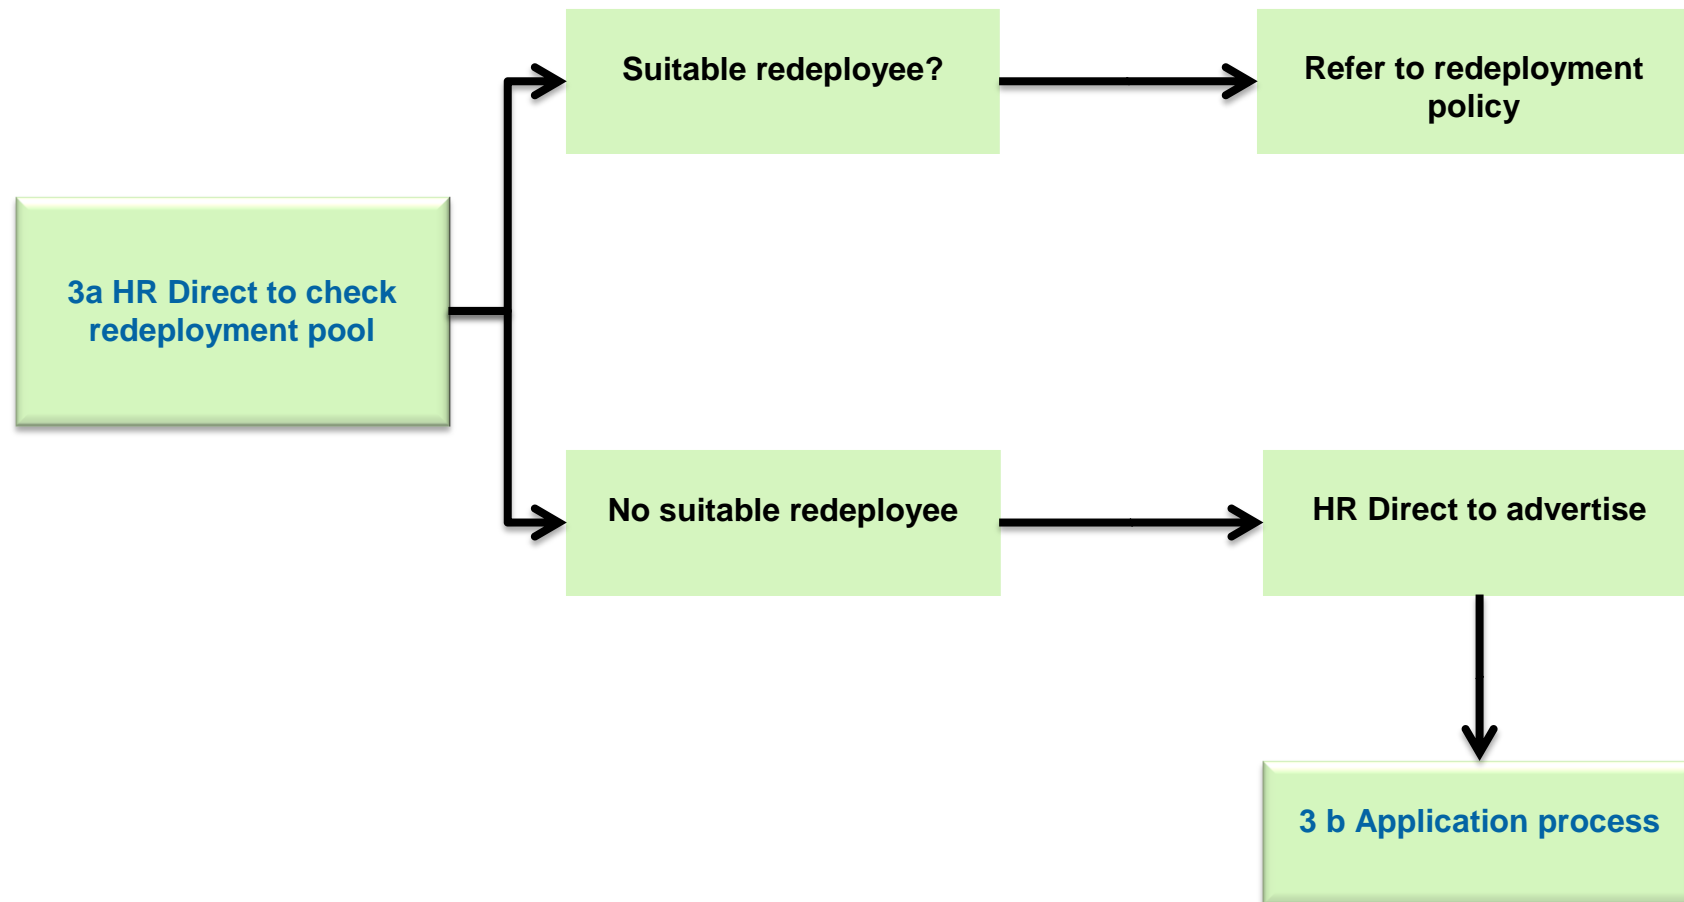 Suitable redeployee?
Refer to redeployment
policy
3a HR Direct to check
redeployment pool
No suitable redeployee
HR Direct to advertise
3 b Application process